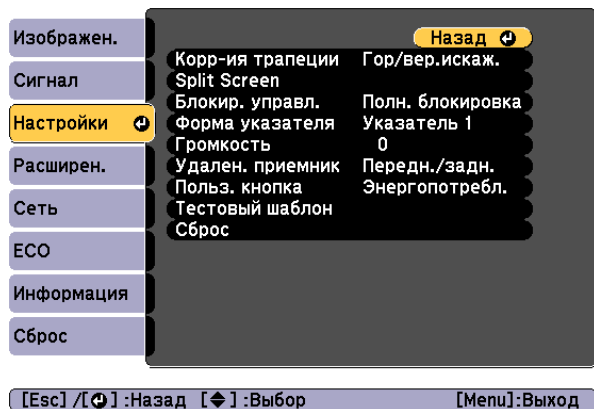 Изображен.
Сигнал
Настройки
Расширен.
Сеть
ECO
Информация
Сброс
Назад
Корр-ия трапеции Гор/вер.искаж.
Split Screen
Блокир. управл. Полн. блокировка
Форма указателя Указатель 1
Громкость 0
Удален. приемник Передн./задн.
Польз. кнопка Энергопотребл.
Тестовый шаблон
Сброс
[Esc] /[⏎] :Назад [◆] :Выбор [Menu]:Выход